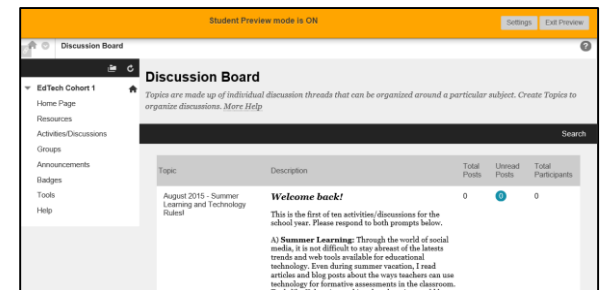 Student Preview mode is ON
Settings
Exit Preview
Discussion Board
EdTech Cohort 1
Home Page
Resources
Activities/Discussions
Groups
Announcements
Badges
Tools
Help
Discussion Board
Topics are made up of individual discussion threads that can be organized around a particular subject. Create Topics to
organize discussions. More Help
Search
Topic
Description
Total
Posts
Unread
Posts
Total
Participants
August 2015 - Summer
Learning and Technology
Rules!
Welcome back!
This is the first of ten activities/discussions for the
school year. Please respond to both prompts below.
A) Summer Learning: Through the world of social
media, it is not difficult to stay abreast of the latests
trends and web tools available for educational
technology. Even during summer vacation, I read
articles and blog posts about the ways teachers can use
technology for formative assessments in the classroom.
0
0
0